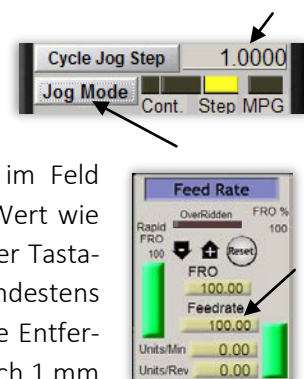 Cycle Jog Step 1.0000
Jog Mode
Cont. Step MPG
im Feld
Wert wie
er Tasta-
ndestens
e Entfer-
ch 1 mm
Feed Rate
OverRidden FRO %
Rapid 100
FRO
100 Reset
FRO
100.00
Feedrate
100.00
Units/Min 0.00
Units/Rev 0.00